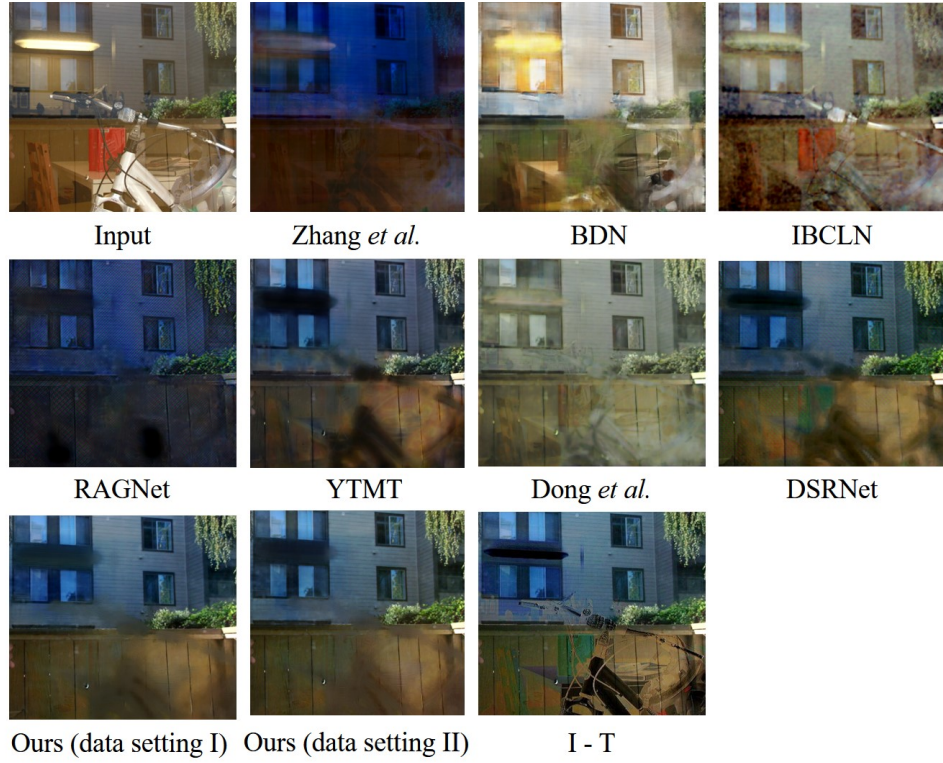 Input Zhang et al. BDN IBCLN
RAGNet YTMT Dong et al. DSRNet
Ours (data setting I) Ours (data setting II) I - T